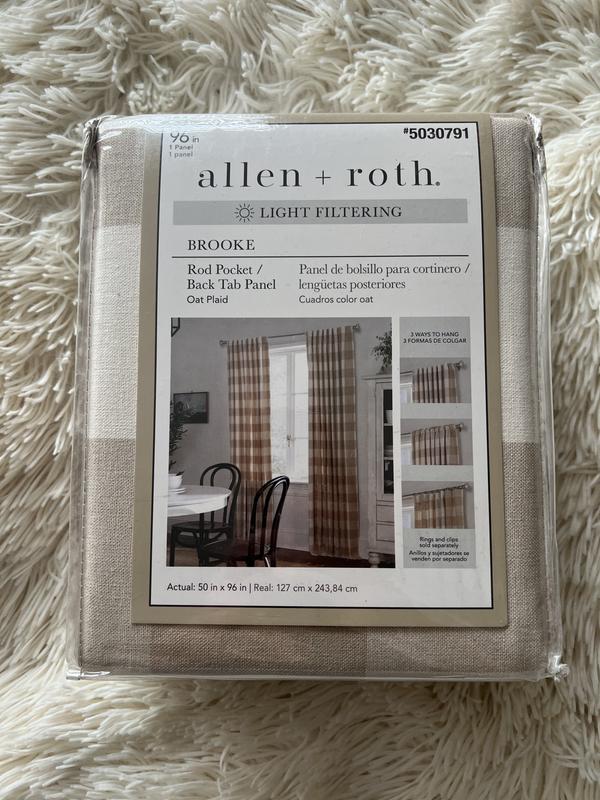 96 in
1 Panel
1 panel
#5030791
allen + roth®
LIGHT FILTERING
BROOKE
Rod Pocket /
Back Tab Panel
Oat Plaid
Panel de bolsillo para cortinero /
lengüetas posteriores
Cuadros color oat
3 WAYS TO HANG
3 FORMAS DE COLGAR
Rings and clips
sold separately
Anillos y sujetadores se
venden por separado
Actual: 50 in x 96 in | Real: 127 cm x 243,84 cm